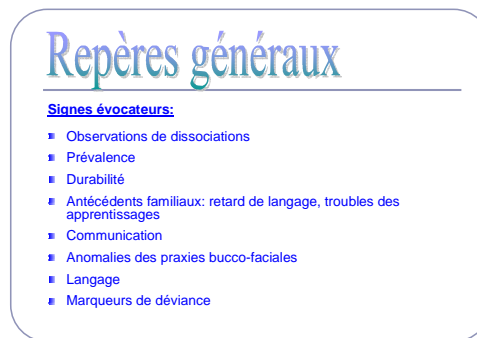 Repères généraux
Signes évocateurs:
Observations de dissociations
Prévalence
Durabilité
Antécédents familiaux: retard de langage, troubles des
apprentissages
Communication
Anomalies des praxies bucco-faciales
Langage
Marqueurs de déviance